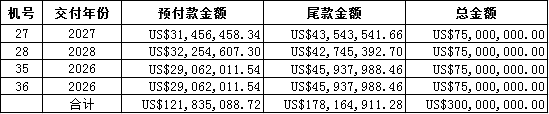 机号 交付年份 预付款金额 尾款金额 总金额
27 2027 US$31,456,458.34 US$43,543,541.66 US$75,000,000.00
28 2028 US$32,254,607.30 US$42,745,392.70 US$75,000,000.00
35 2026 US$29,062,011.54 US$45,937,988.46 US$75,000,000.00
36 2026 US$29,062,011.54 US$45,937,988.46 US$75,000,000.00
合计 US$121,835,088.72 US$178,164,911.28 US$300,000,000.00